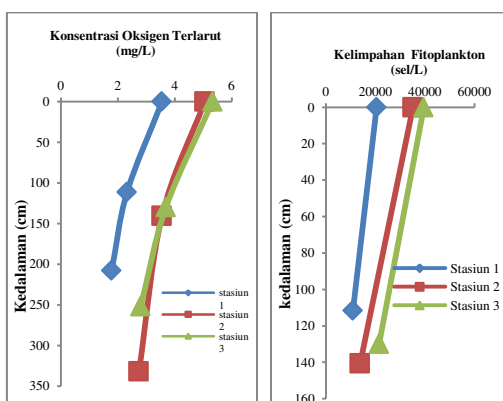 Konsentrasi Oksigen Terlarut
(mg/L)
0 2 4 6
0
50
100
150
200
250
300
350
Kedalaman (cm)
stasiun
1
stasiun
2
stasiun
3
Kelimpahan Fitoplankton
(sel/L)
0 20000 40000 60000
0
20
40
60
80
100
120
140
160
kedalaman (cm)
Stasiun 1
Stasiun 2
Stasiun 3